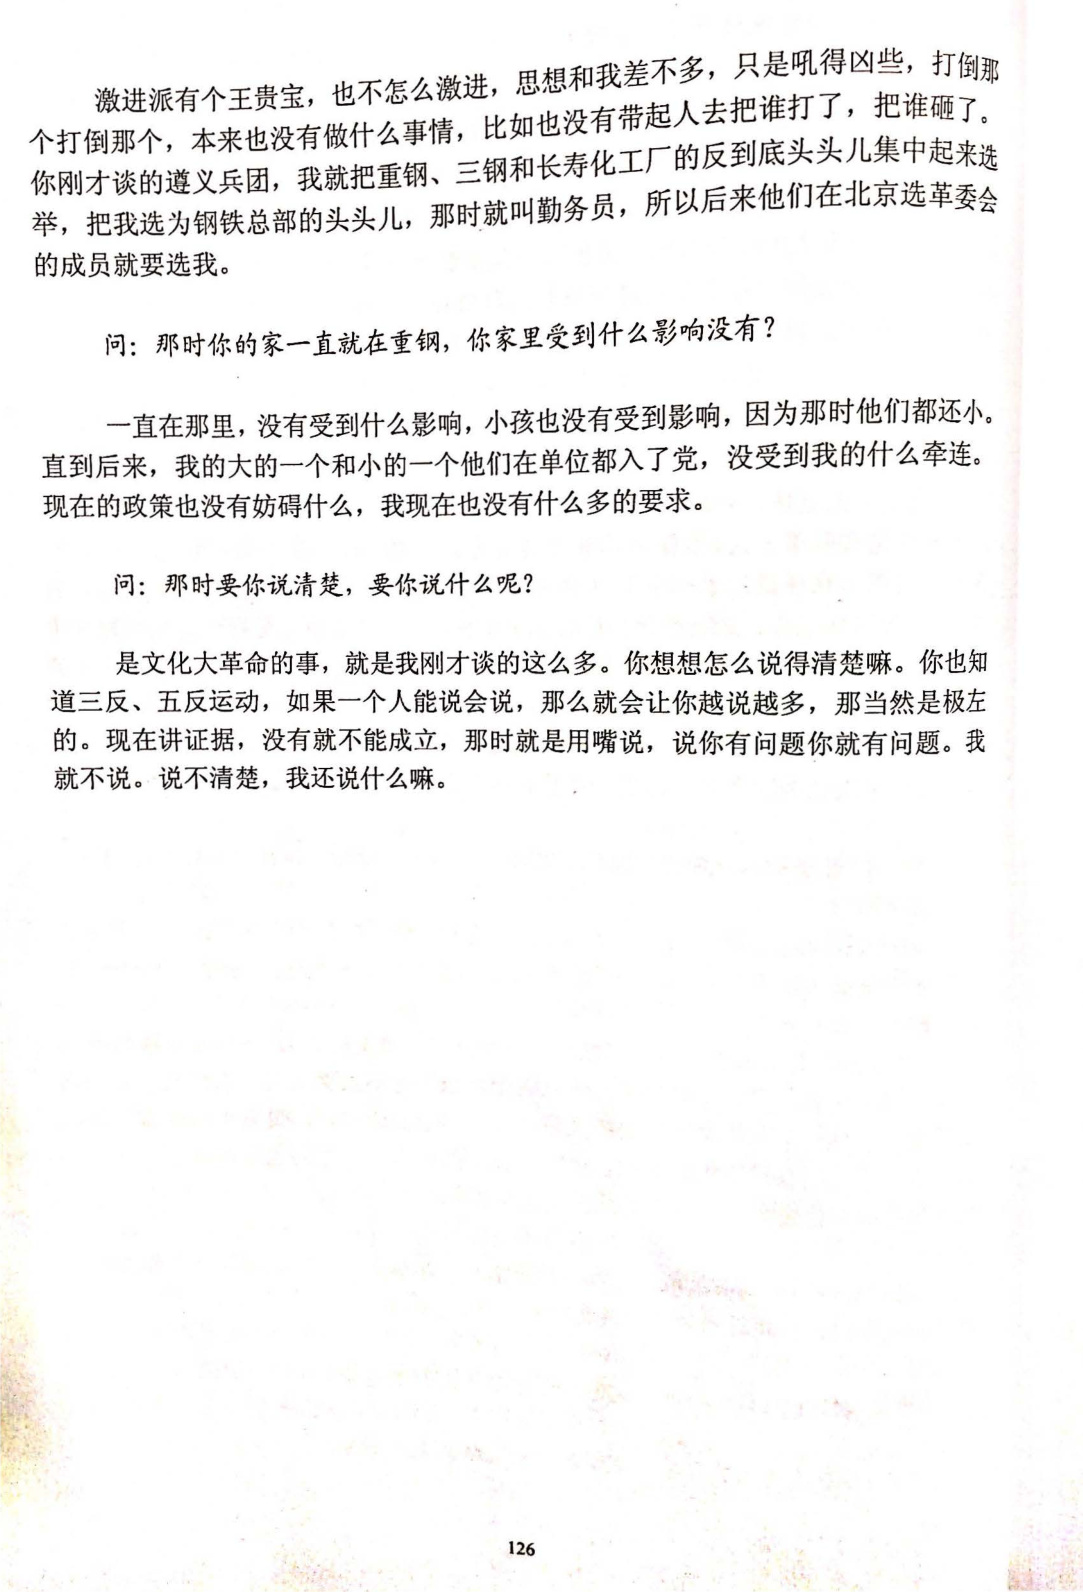 激进派有个王贵宝，也不怎么激进，思想和我差不多，只是吼得凶些，打倒那
个打倒那个，本来也没有做什么事情，比如也没有带起人去把谁打了，把谁砸了。
你刚才谈的遵义兵团，我就把重钢、三钢和长寿化工厂的反到底头头儿集中起来选
举，把我选为钢铁总部的头头儿，那时就叫勤务员，所以后来他们在北京选革委会
的成员就要选我。
问：那时你的家一直就在重钢，你家里受到什么影响没有？
一直在那里，没有受到什么影响，小孩也没有受到影响，因为那时他们都还小。
直到后来，我的大的一个和小的一个他们在单位都入了党，没受到我的什么牵连。
现在的政策也没有妨碍什么，我现在也没有什么多的要求。
问：那时要你说清楚，要你说什么呢？
是文化大革命的事，就是我刚才谈的这么多。你想想怎么说得清楚嘛。你也知
道三反、五反运动，如果一个人能说会说，那么就会让你越说越多，那当然是极左
的。现在讲证据，没有就不能成立，那时就是用嘴说，说你有问题你就有问题。我
就不说。说不清楚，我还说什么嘛。
126